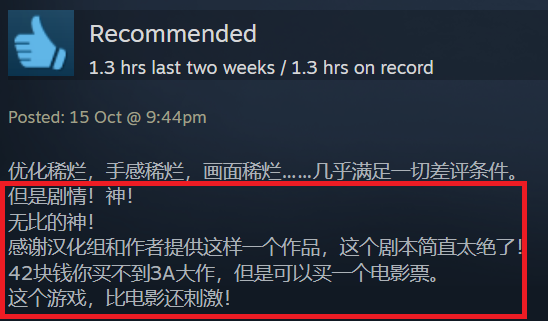 Recommended
1.3 hrs last two weeks / 1.3 hrs on record
Posted: 15 Oct @ 9:44pm
优化稀烂，手感稀烂，画面稀烂……几乎满足一切差评条件。
但是剧情！神！
无比的神！
感谢汉化组和作者提供这样一个作品，这个剧本简直太绝了！
42块钱你买不到3A大作，但是可以买一个电影票。
这个游戏，比电影还刺激！